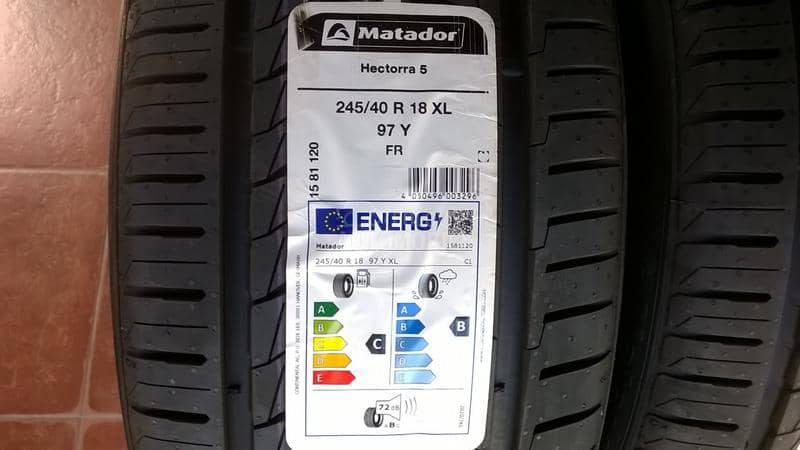 Matador
Hectorra 5
245/40 R 18 XL
97 Y
FR
15 81 120
4 050496 003296
ENERG
Matador 1581120
245/40 R 18 97 Y XL C1
A A
B B
C C
D D
E E
C
B
72 dB
A B C